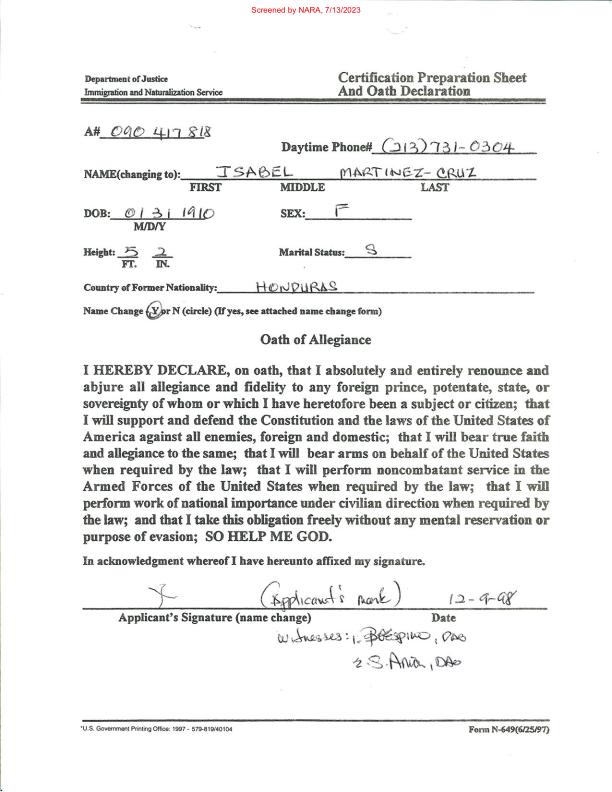 Screened by NARA, 7/13/2023
Department of Justice
Immigration and Naturalization Service
Certification Preparation Sheet
And Oath Declaration
A# 090 417 818
Daytime Phone# (213) 731-0304
NAME(changing to): ISABEL MARTINEZ-CRUZ
FIRST MIDDLE LAST
DOB: 01 31 1910 SEX: F
M/D/Y
Height: 5 2 Marital Status: S
FT. IN.
Country of Former Nationality: HONDURAS
Name Change Y or N (circle) (If yes, see attached name change form)
Oath of Allegiance
I HEREBY DECLARE, on oath, that I absolutely and entirely renounce and
abjure all allegiance and fidelity to any foreign prince, potentate, state, or
sovereignty of whom or which I have heretofore been a subject or citizen; that
I will support and defend the Constitution and the laws of the United States of
America against all enemies, foreign and domestic; that I will bear true faith
and allegiance to the same; that I will bear arms on behalf of the United States
when required by the law; that I will perform noncombatant service in the
Armed Forces of the United States when required by the law; that I will
perform work of national importance under civilian direction when required by
the law; and that I take this obligation freely without any mental reservation or
purpose of evasion; SO HELP ME GOD.
In acknowledgment whereof I have hereunto affixed my signature.
X (Applicant's mark) 12-9-98
Applicant's Signature (name change) Date
Witnesses: 1. DAO
2. S. DAO
*U.S. Government Printing Office: 1997 - 579-819/40104
Form N-649(6/25/97)